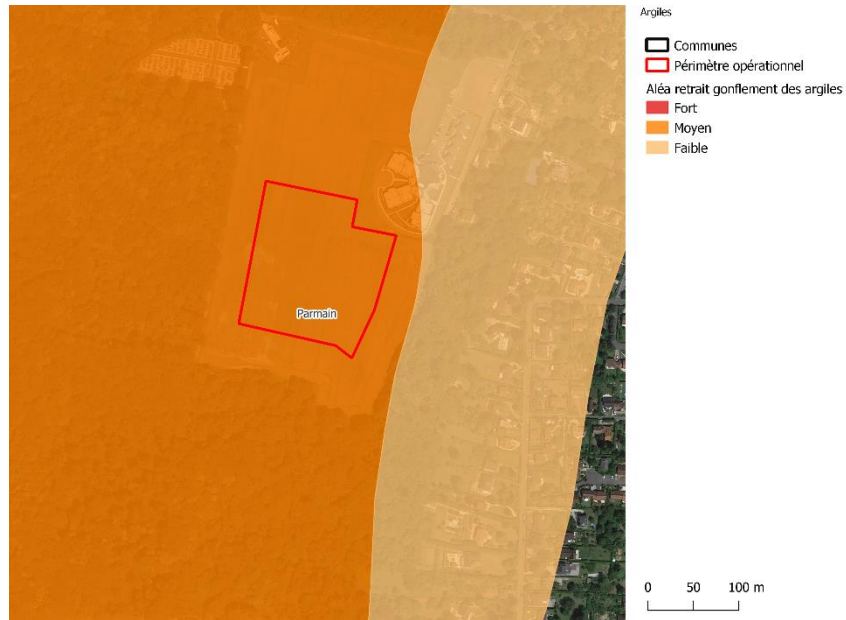 Argiles
Communes
Périmètre opérationnel
Aléa retrait gonflement des argiles
Fort
Moyen
Faible
Parmain
0 50 100 m